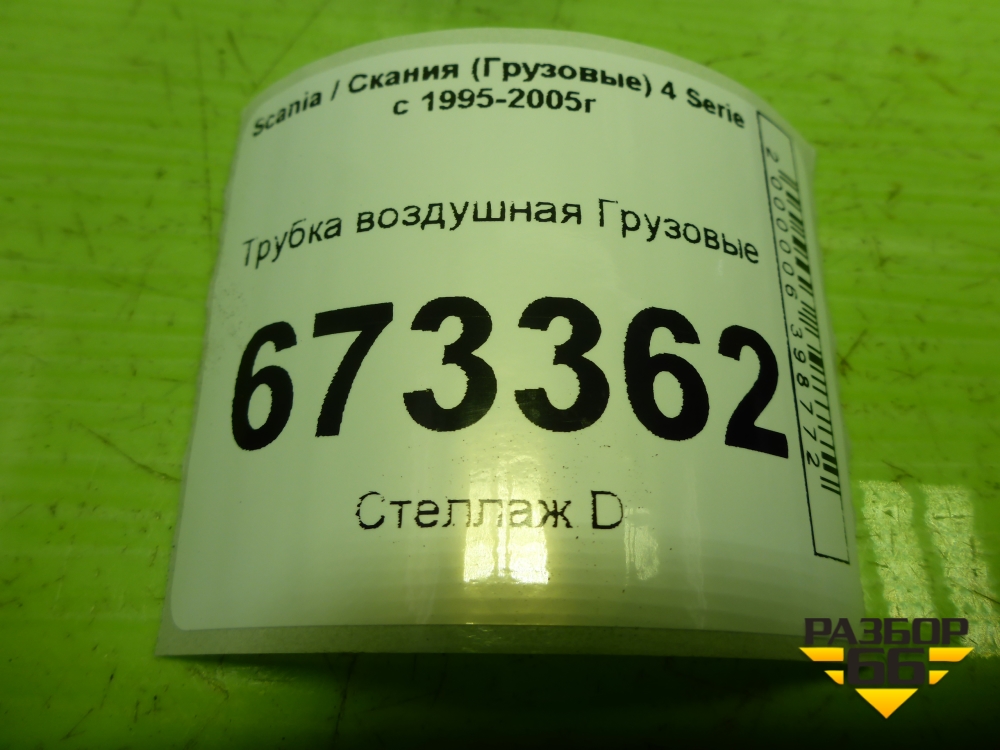 Scania / Скания (Грузовые) 4 Serie
с 1995-2005г
Трубка воздушная Грузовые
673362
Стеллаж D
2000006398772
РАЗБОР
66